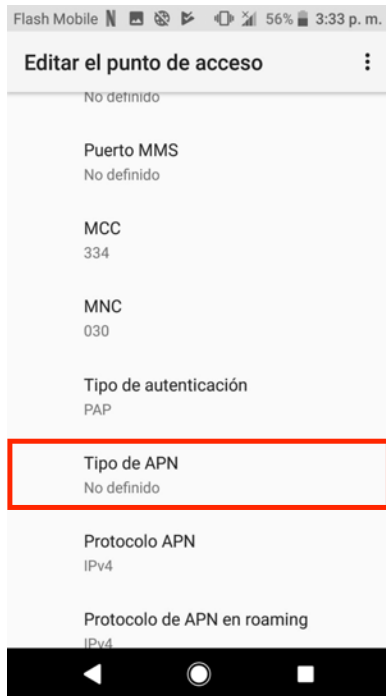 Flash Mobile N 56% 3:33 p. m.
Editar el punto de acceso
No definido
Puerto MMS
No definido
MCC
334
MNC
030
Tipo de autenticación
PAP
Tipo de APN
No definido
Protocolo APN
IPv4
Protocolo de APN en roaming
IPv4